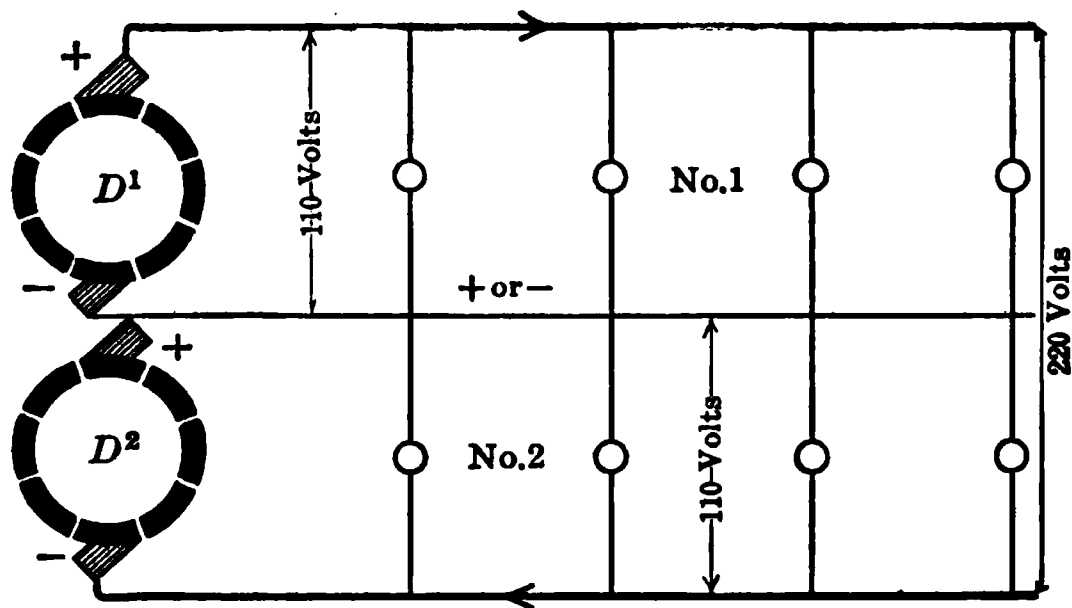 +
D¹
110 Volts
No.1
−
+or−
220 Volts
+
D²
No.2
110 Volts
−